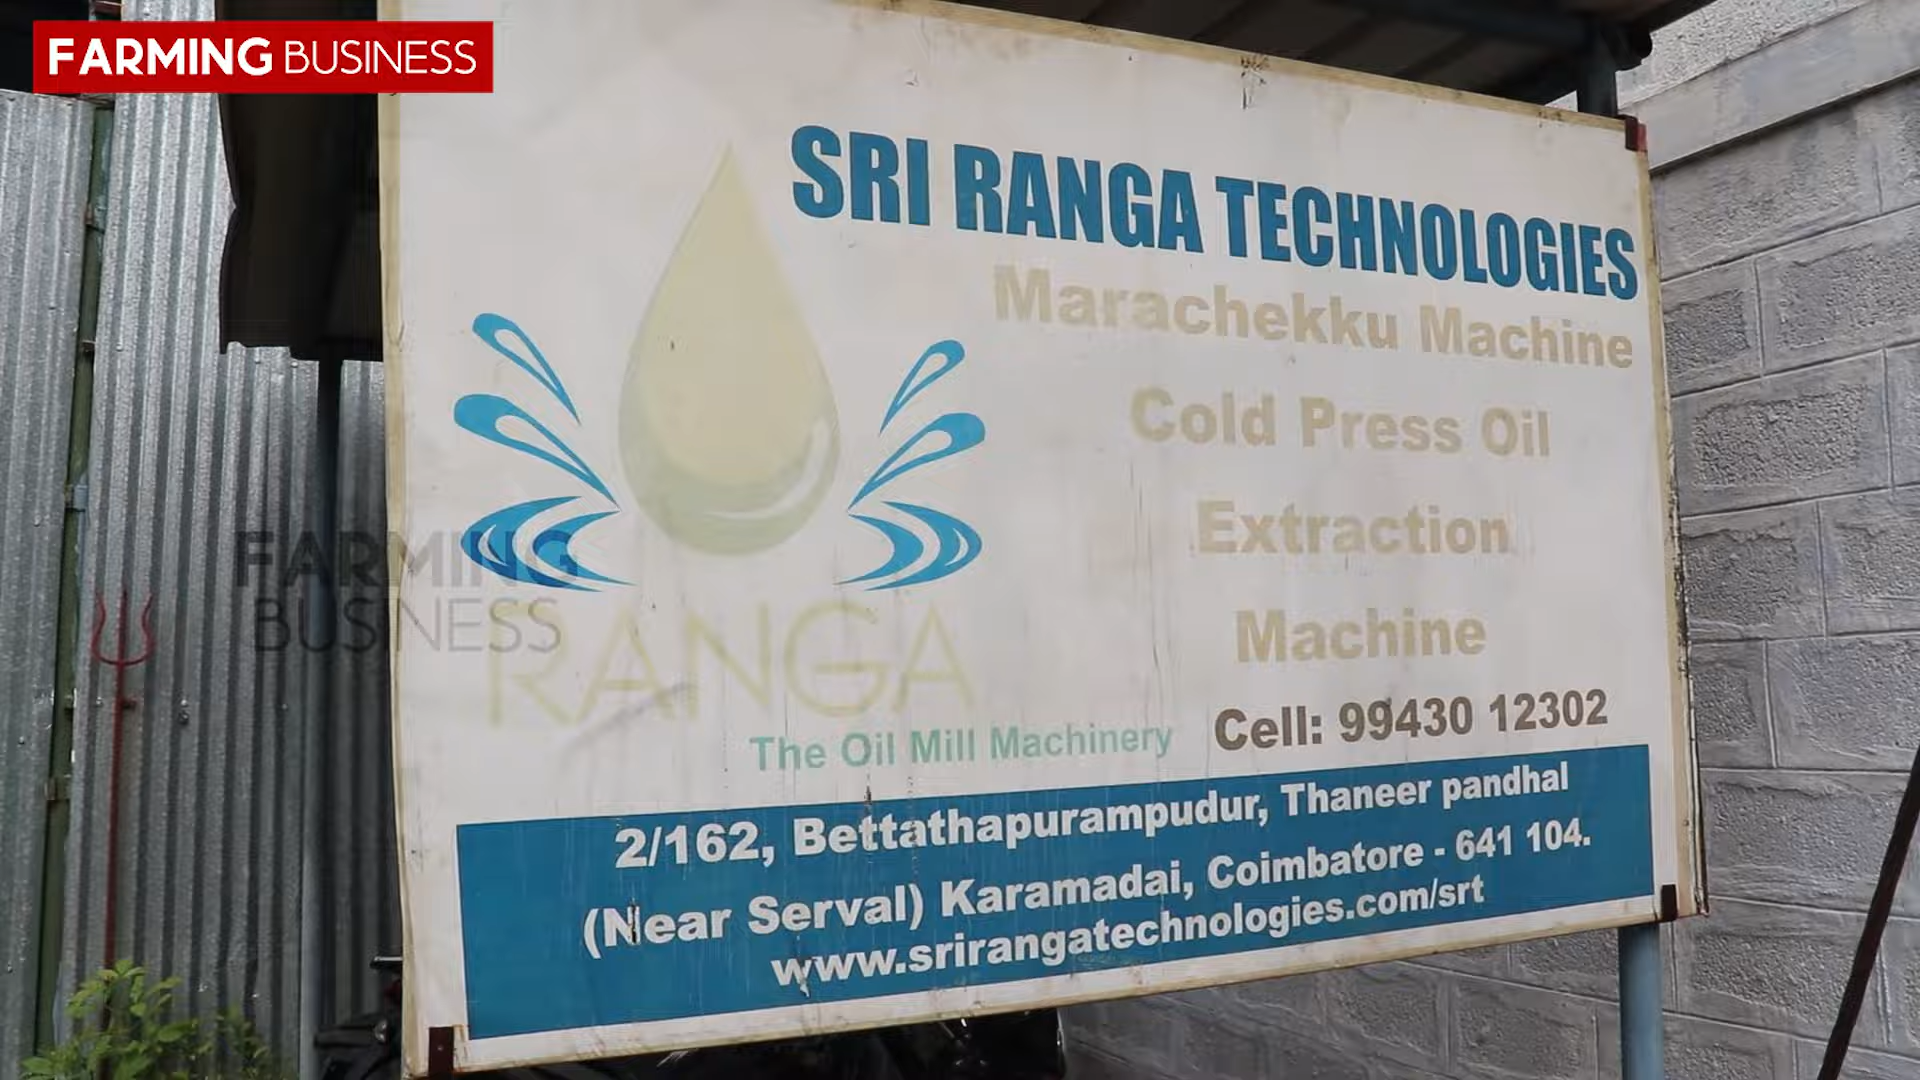 FARMING BUSINESS
SRI RANGA TECHNOLOGIES
Marachekku Machine
Cold Press Oil
Extraction
Machine
Cell: 99430 12302
FARMING
BUSINESS
RANGA
The Oil Mill Machinery
2/162, Bettathapurampudur, Thaneer pandhal
(Near Serval) Karamadai, Coimbatore - 641 104.
www.srirangatechnologies.com/srt